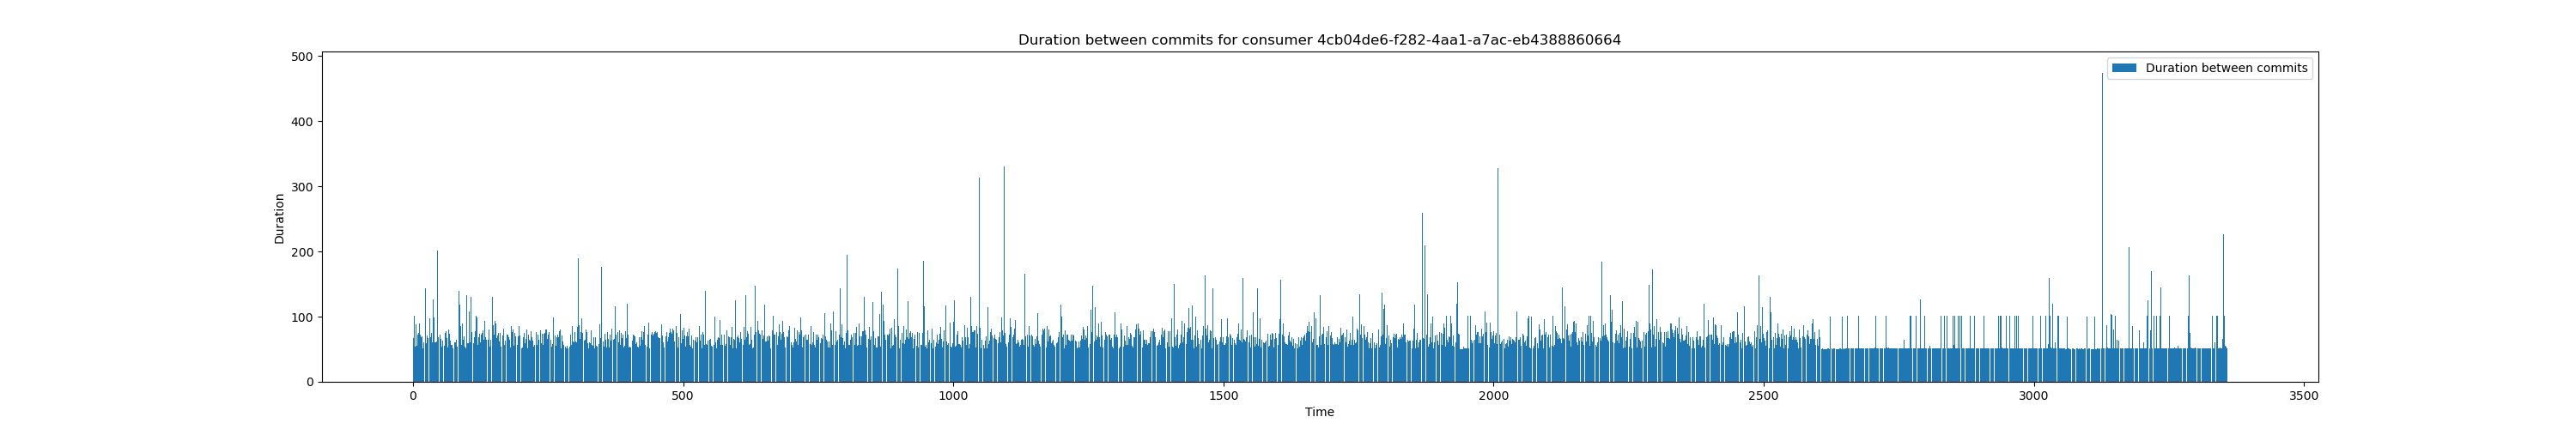 Duration between commits for consumer 4cb04de6-f282-4aa1-a7ac-eb4388860664
Duration between commits
500
400
300
200
100
0
Duration
0 500 1000 1500 2000 2500 3000 3500
Time